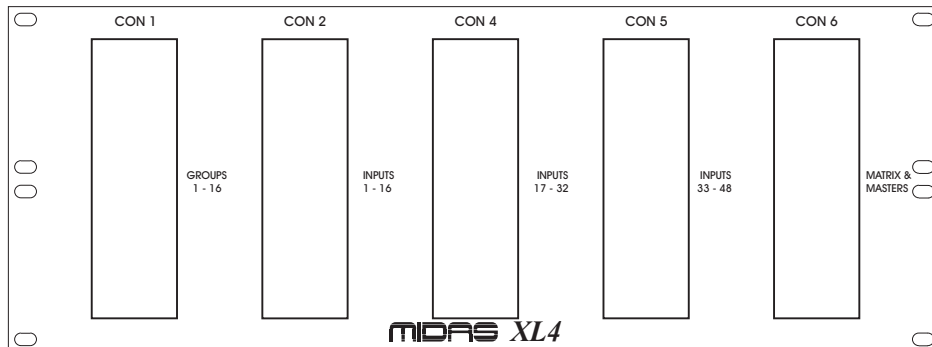 CON 1
CON 2
CON 4
CON 5
CON 6
GROUPS
1 - 16
INPUTS
1 - 16
INPUTS
17 - 32
INPUTS
33 - 48
MATRIX &
MASTERS
MIDAS XL4